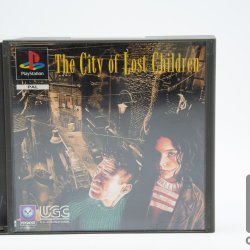 The City of Lost Children
PlayStation
PAL
UGC